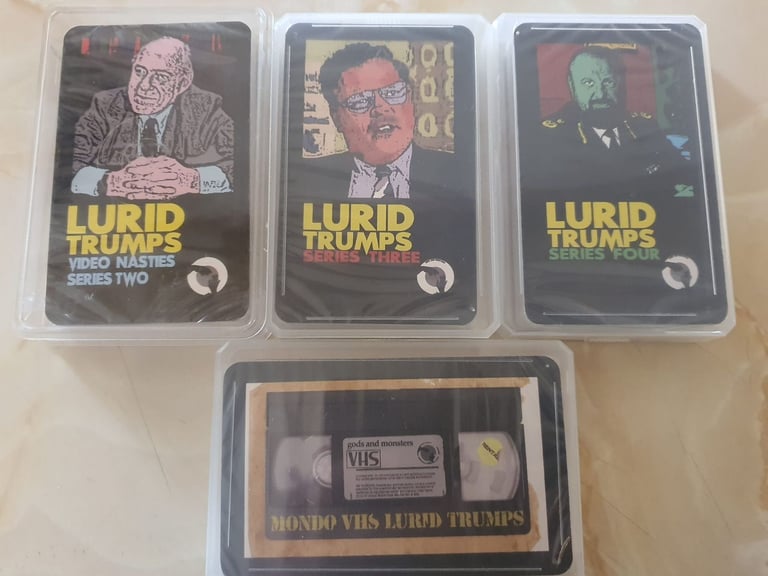 LURID
TRUMPS
VIDEO NASTIES
SERIES TWO
LURID
TRUMPS
SERIES THREE
LURID
TRUMPS
SERIES FOUR
gods and monsters
VHS
RENTAL
MONDO VHS LURID TRUMPS